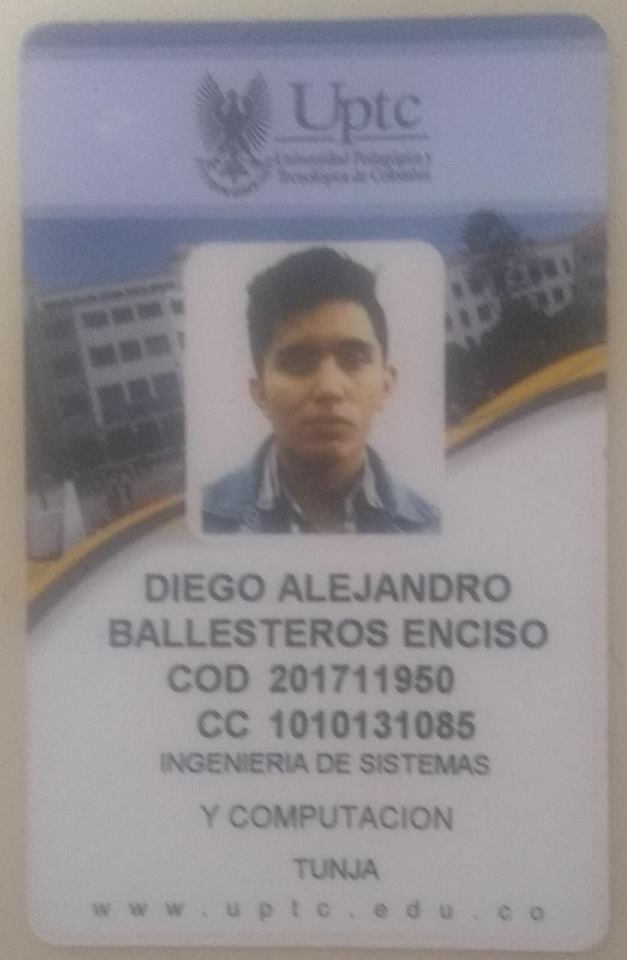 Uptc
Universidad Pedagógica y
Tecnológica de Colombia
DIEGO ALEJANDRO
BALLESTEROS ENCISO
COD 201711950
CC 1010131085
INGENIERIA DE SISTEMAS
Y COMPUTACION
TUNJA
www.uptc.edu.co